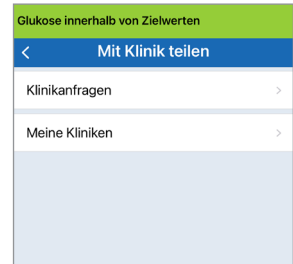 Glukose innerhalb von Zielwerten
Mit Klinik teilen
Klinikanfragen
Meine Kliniken